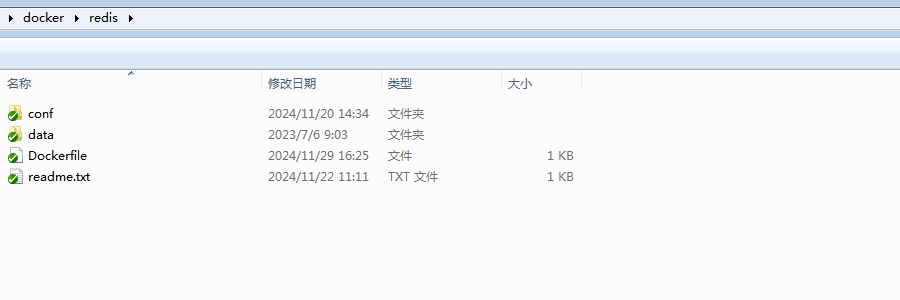 docker redis
名称 修改日期 类型 大小
conf 2024/11/20 14:34 文件夹
data 2023/7/6 9:03 文件夹
Dockerfile 2024/11/29 16:25 文件 1 KB
readme.txt 2024/11/22 11:11 TXT 文件 1 KB